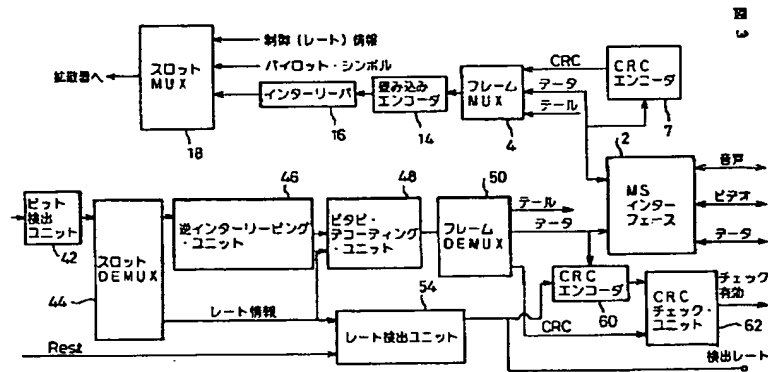 図 3
制御(レート)情報
パイロット・シンボル
拡散器へ
スロット
MUX
18
インターリーバ
16
畳み込み
エンコーダ
14
フレーム
MUX
4
CRC
データ
テール
CRC
エンコーダ
7
2
MS
インター
フェース
音声
ビデオ
データ
ビット
検出
ユニット
42
スロット
DEMUX
44
逆インターリービング
・ユニット
46
ビタビ・
デコーディング
・ユニット
48
フレーム
DEMUX
50
テール
データ
CRC
エンコーダ
60
CRC
チェック・
ユニット
62
チェック
有効
レート情報
レート検出ユニット
54
CRC
検出レート